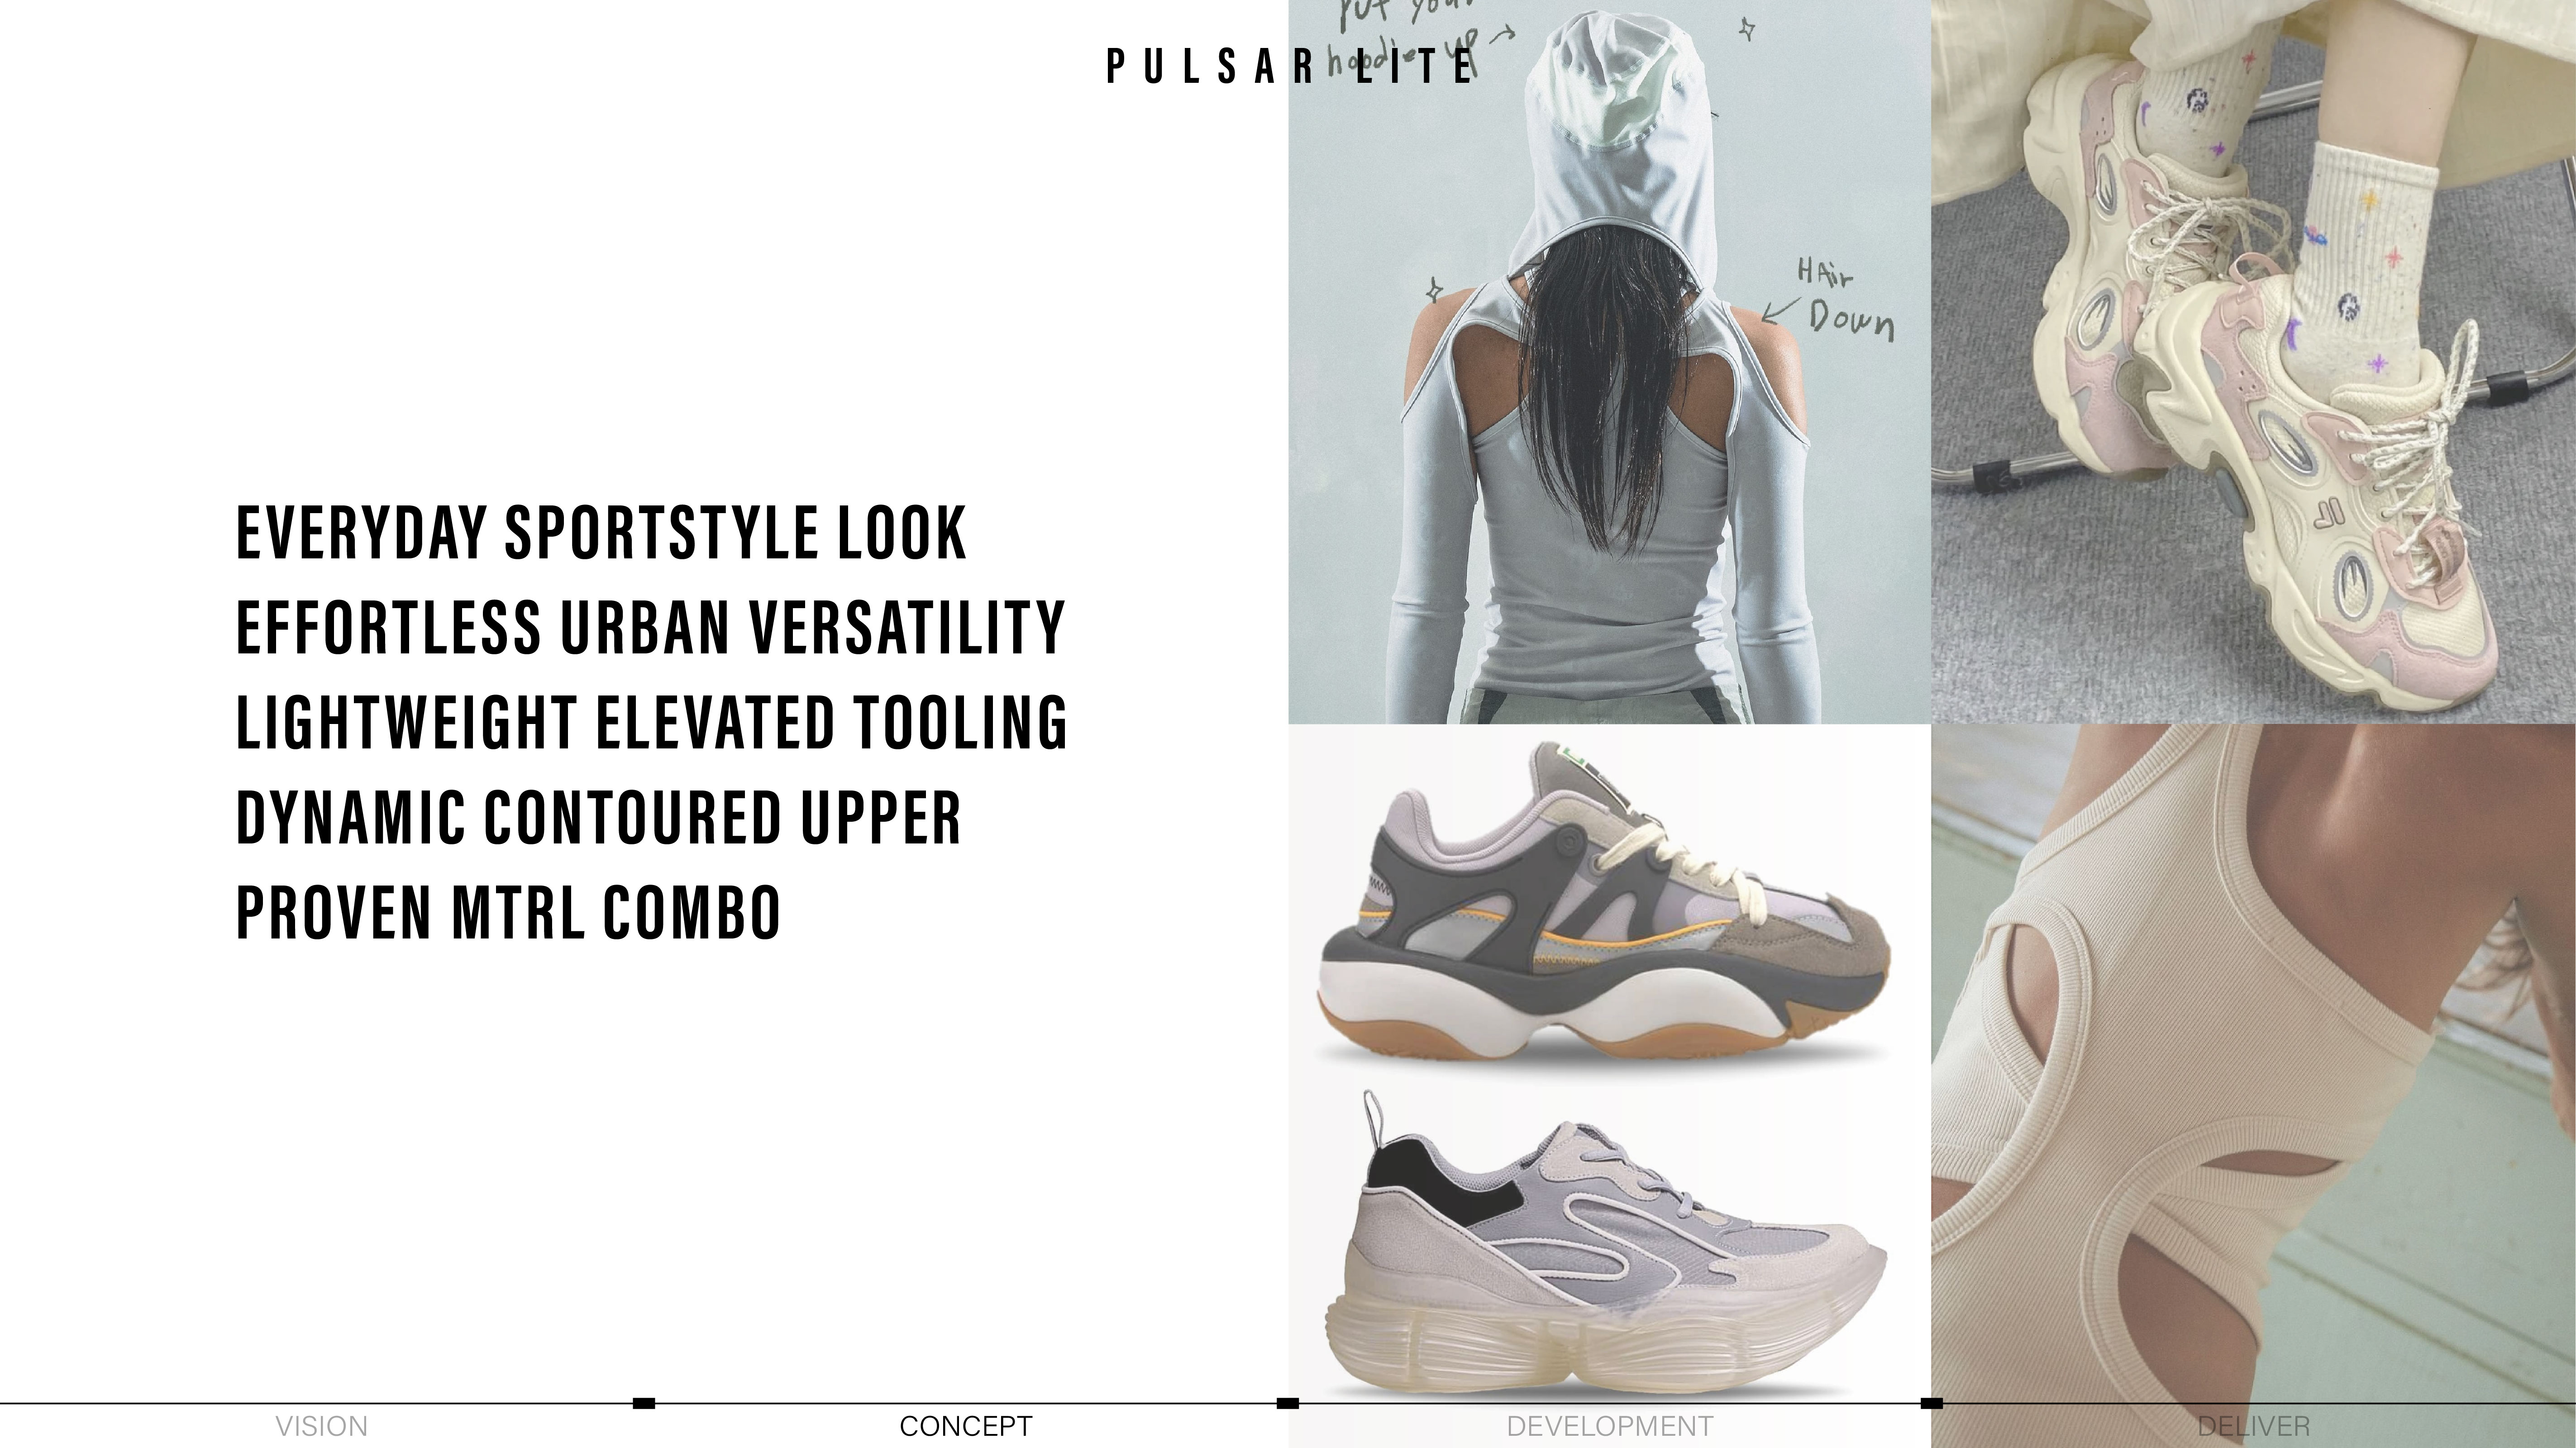 PULSAR LITE
put your
hoodie up
HAir
Down
EVERYDAY SPORTSTYLE LOOK
EFFORTLESS URBAN VERSATILITY
LIGHTWEIGHT ELEVATED TOOLING
DYNAMIC CONTOURED UPPER
PROVEN MTRL COMBO
VISION
CONCEPT
DEVELOPMENT
DELIVER